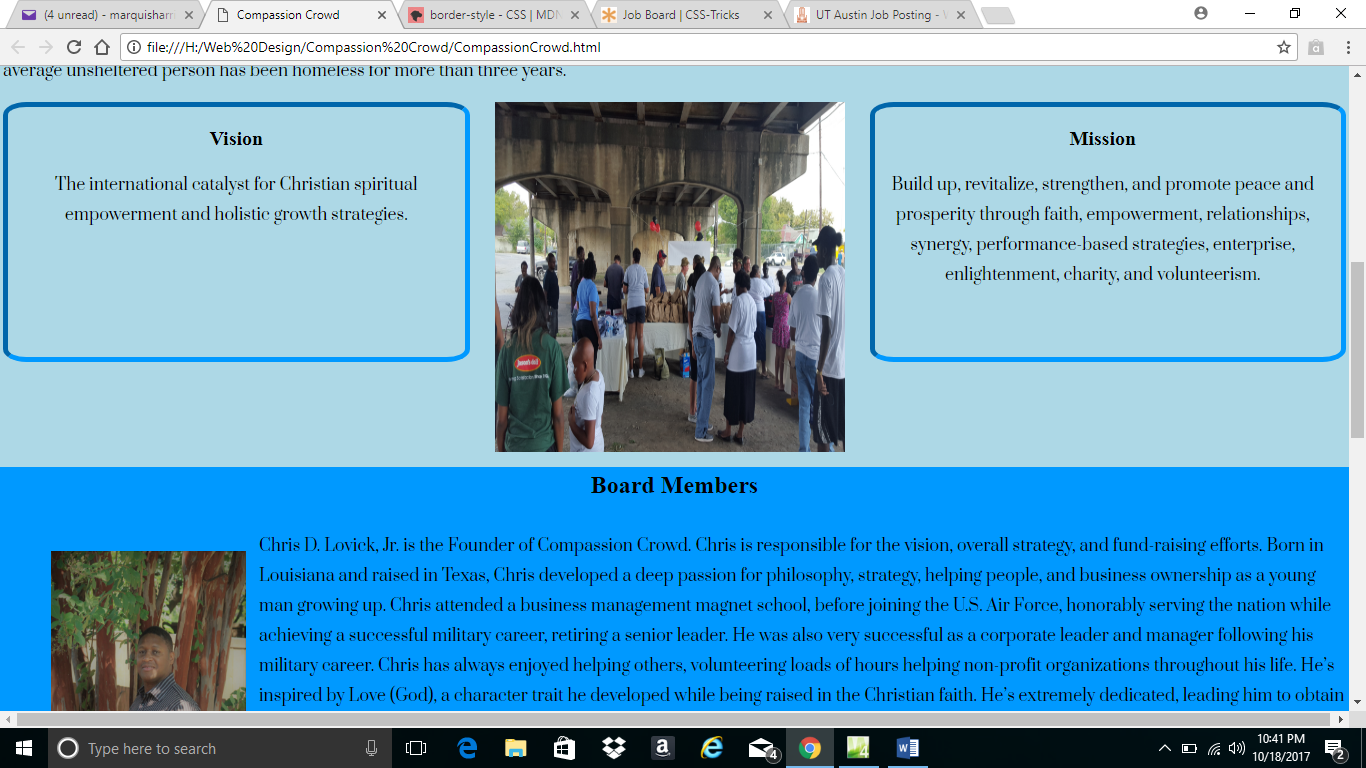 (4 unread) - marquisharr
Compassion Crowd
border-style - CSS | MDN
Job Board | CSS-Tricks
UT Austin Job Posting -
file:///H:/Web%20Design/Compassion%20Crowd/CompassionCrowd.html
average unsheltered person has been homeless for more than three years.
Vision
The international catalyst for Christian spiritual
empowerment and holistic growth strategies.
Mission
Build up, revitalize, strengthen, and promote peace and
prosperity through faith, empowerment, relationships,
synergy, performance-based strategies, enterprise,
enlightenment, charity, and volunteerism.
Board Members
Chris D. Lovick, Jr. is the Founder of Compassion Crowd. Chris is responsible for the vision, overall strategy, and fund-raising efforts. Born in
Louisiana and raised in Texas, Chris developed a deep passion for philosophy, strategy, helping people, and business ownership as a young
man growing up. Chris attended a business management magnet school, before joining the U.S. Air Force, honorably serving the nation while
achieving a successful military career, retiring a senior leader. He was also very successful as a corporate leader and manager following his
military career. Chris has always enjoyed helping others, volunteering loads of hours helping non-profit organizations throughout his life. He's
inspired by Love (God), a character trait he developed while being raised in the Christian faith. He's extremely dedicated, leading him to obtain
Type here to search
4
10:41 PM
10/18/2017
2